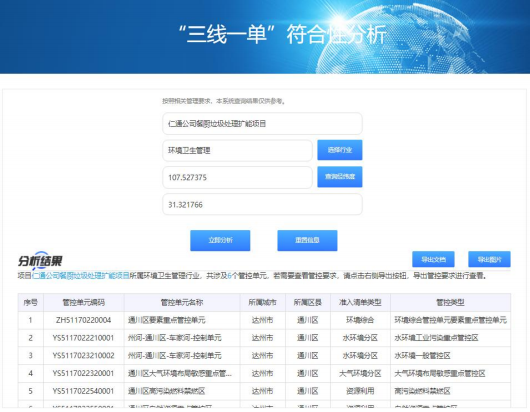 “三线一单”符合性分析
按照相关管理要求，本系统查询结果仅供参考。
仁通公司餐厨垃圾处理扩能项目
环境卫生管理 选择行业
107.527375 查询经纬度
31.321766
立即分析 重置信息
分析结果 导出文档 导出图片
项目仁通公司餐厨垃圾处理扩能项目所属环境卫生管理行业，共涉及6个管控单元，若需要查看管控要求，请点击右侧导出按钮，导出管控要求进行查看。
序号 管控单元编码 管控单元名称 所属城市 所属区县 准入清单类型 管控类型
1 ZH51170220004 通川区要素重点管控单元 达州市 通川区 环境综合 环境综合管控单元要素重点管控单元
2 YS5117022210001 州河-通川区-车家河-控制单元 达州市 通川区 水环境分区 水环境工业污染重点管控区
3 YS5117023210002 州河-通川区-车家河-控制单元 达州市 通川区 水环境分区 水环境一般管控区
4 YS5117022320001 通川区大气环境布局敏感重点管... 达州市 通川区 大气环境分区 大气环境布局敏感重点管控区
5 YS5117022540001 通川区高污染燃料禁燃区 达州市 通川区 资源利用 高污染燃料禁燃区